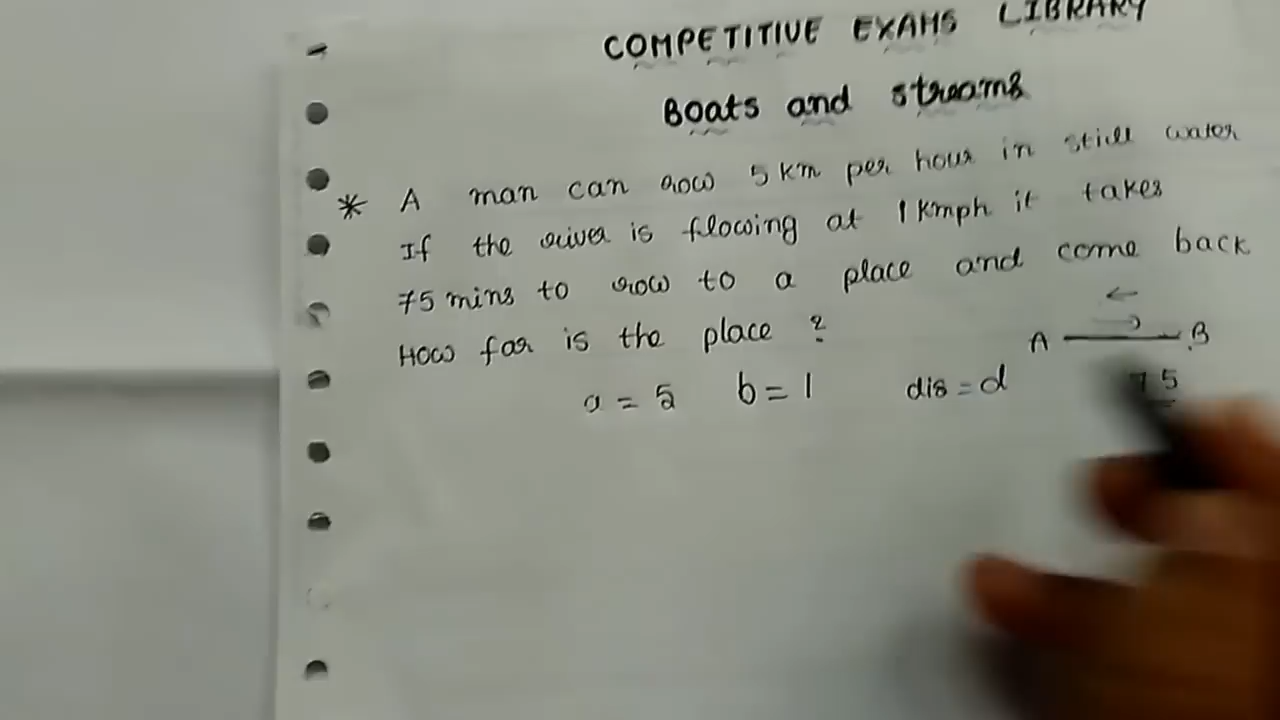 COMPETITIVE EXAMS LIBRARY
Boats and streams
* A man can row 5 km per hour in still water
If the river is flowing at 1 kmph it takes
75 mins to row to a place and come back
How far is the place ?
A B
a = 5 b = 1 dis = d 75